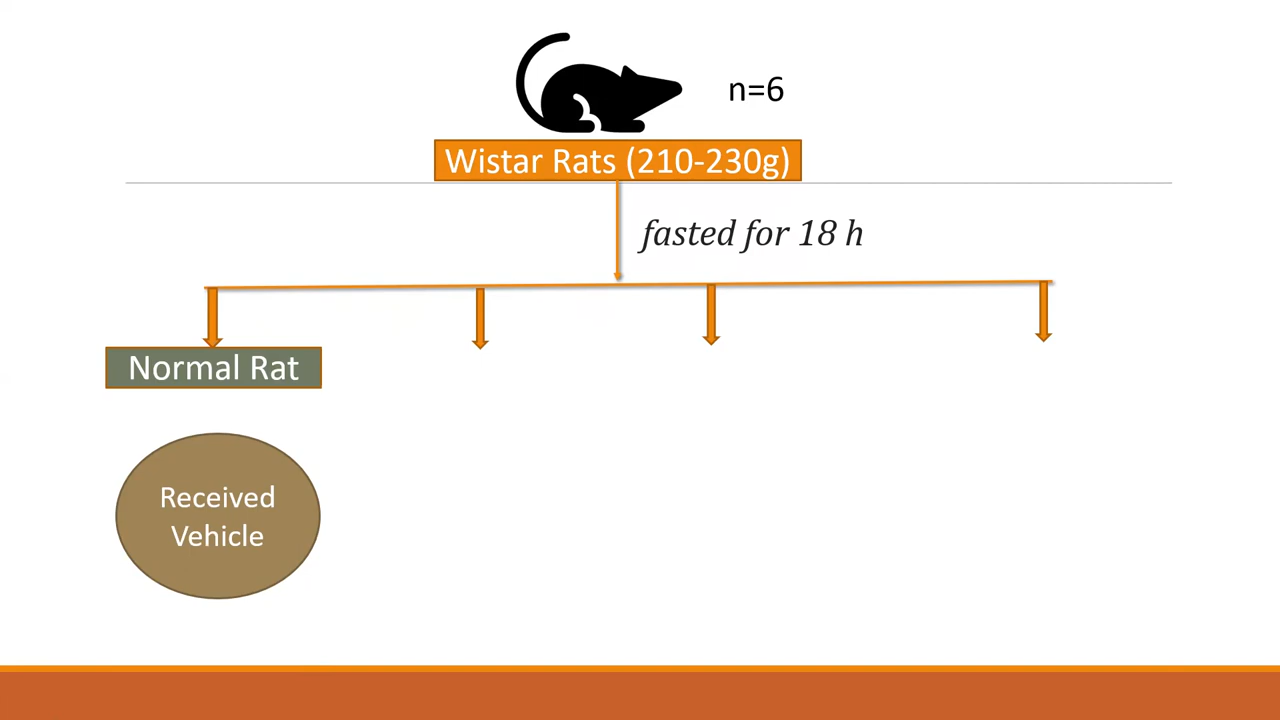 n=6
Wistar Rats (210-230g)
fasted for 18 h
Normal Rat
Received
Vehicle